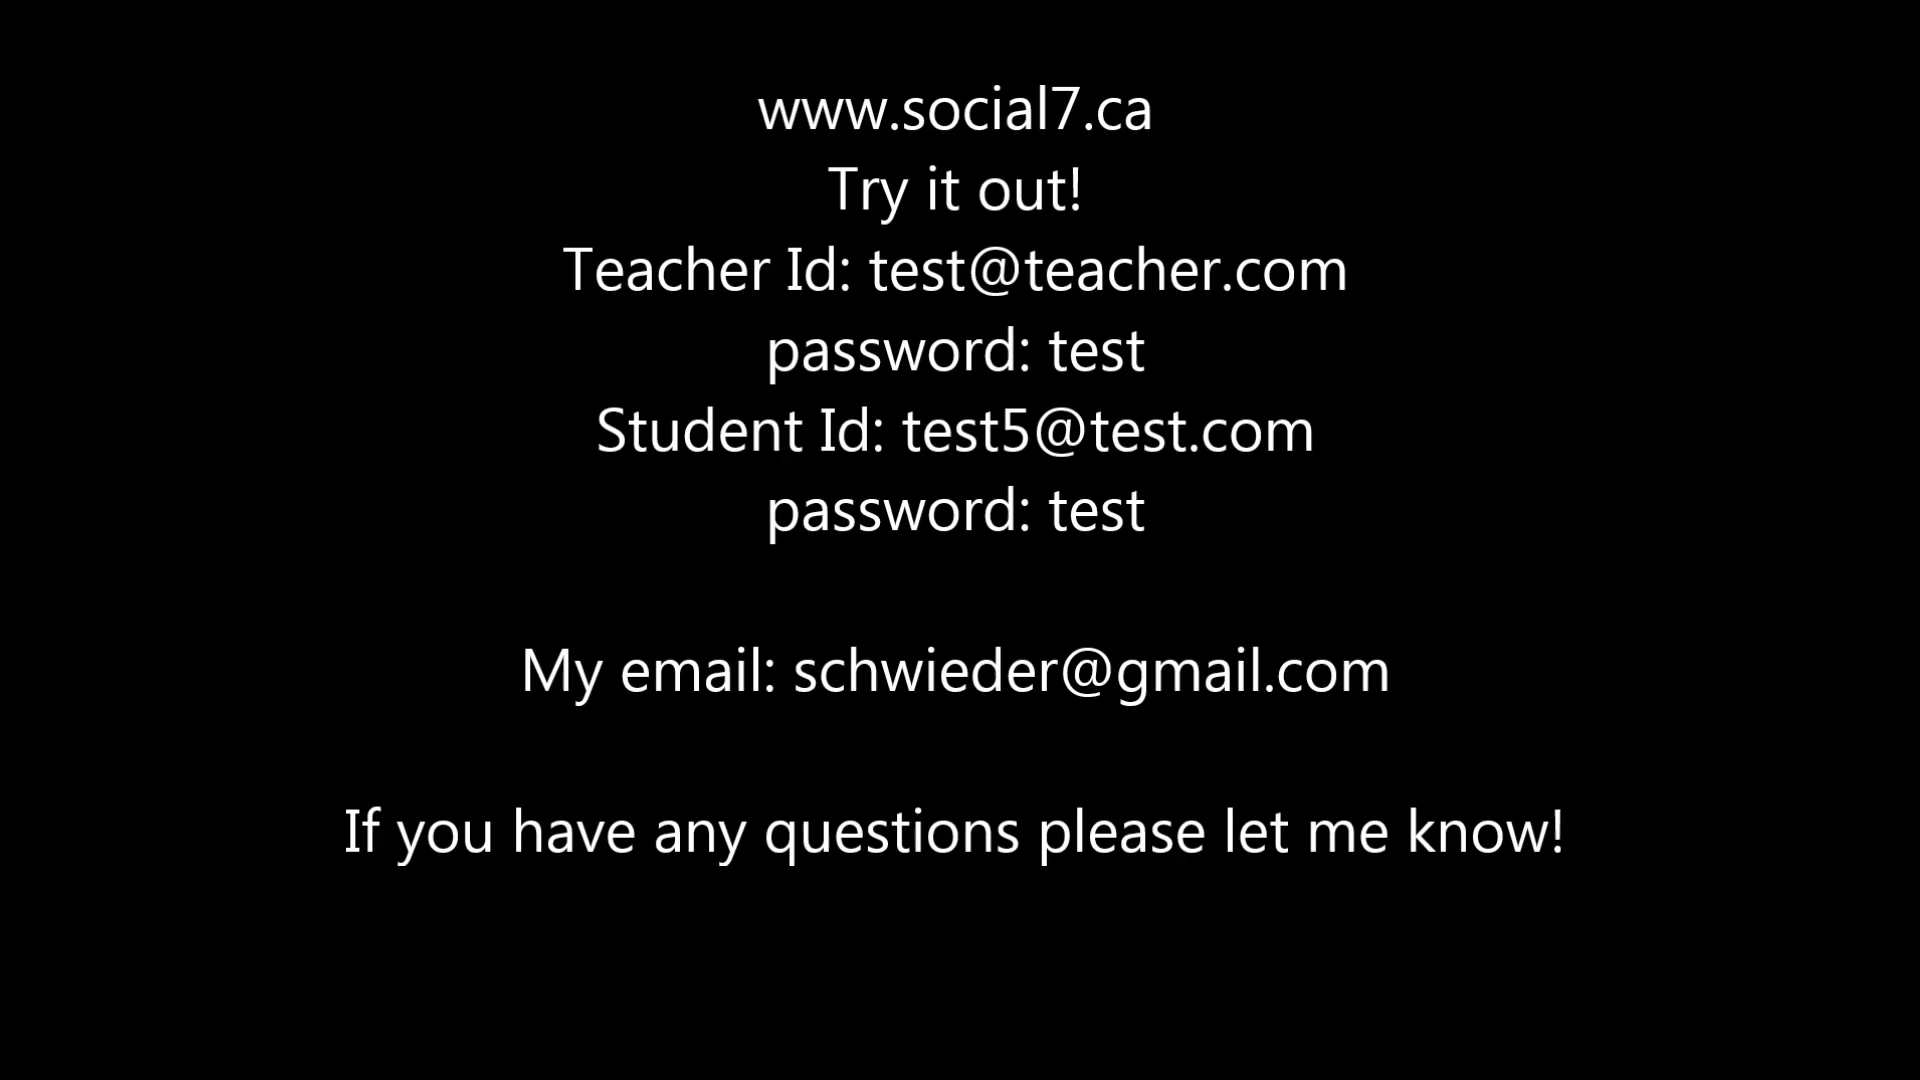 www.social7.ca
Try it out!
Teacher Id: test@teacher.com
password: test
Student Id: test5@test.com
password: test
My email: schwieder@gmail.com
If you have any questions please let me know!